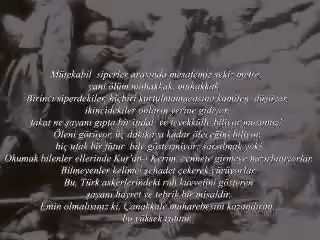 Mütekabil siperler arasında mesafemiz sekiz metre,
yani ölüm muhakkak, muhakkak.
Birinci siperdekiler, hiçbiri kurtulmamacasına kamilen düşüyor,
ikincidekiler onların yerine gidiyor.
fakat ne şayanı gıpta bir itidal ve tevekkülle biliyor musunuz?
Öleni görüyor, üç dakikaya kadar öleceğini biliyor,
hiç ufak bir fütur bile göstermiyor; sarsılmak yok!
Okumak bilenler ellerinde Kur'an-ı Kerim, cennete girmeye hazırlanıyorlar.
Bilmeyenler kelimei şehadet çekerek yürüyorlar.
Bu, Türk askerlerindeki ruh kuvvetini gösteren
şayanı hayret ve tebrik bir misaldir.
Emin olmalısınız ki, Çanakkale muharebesini kazandıran,
bu yüksek ruhtur.